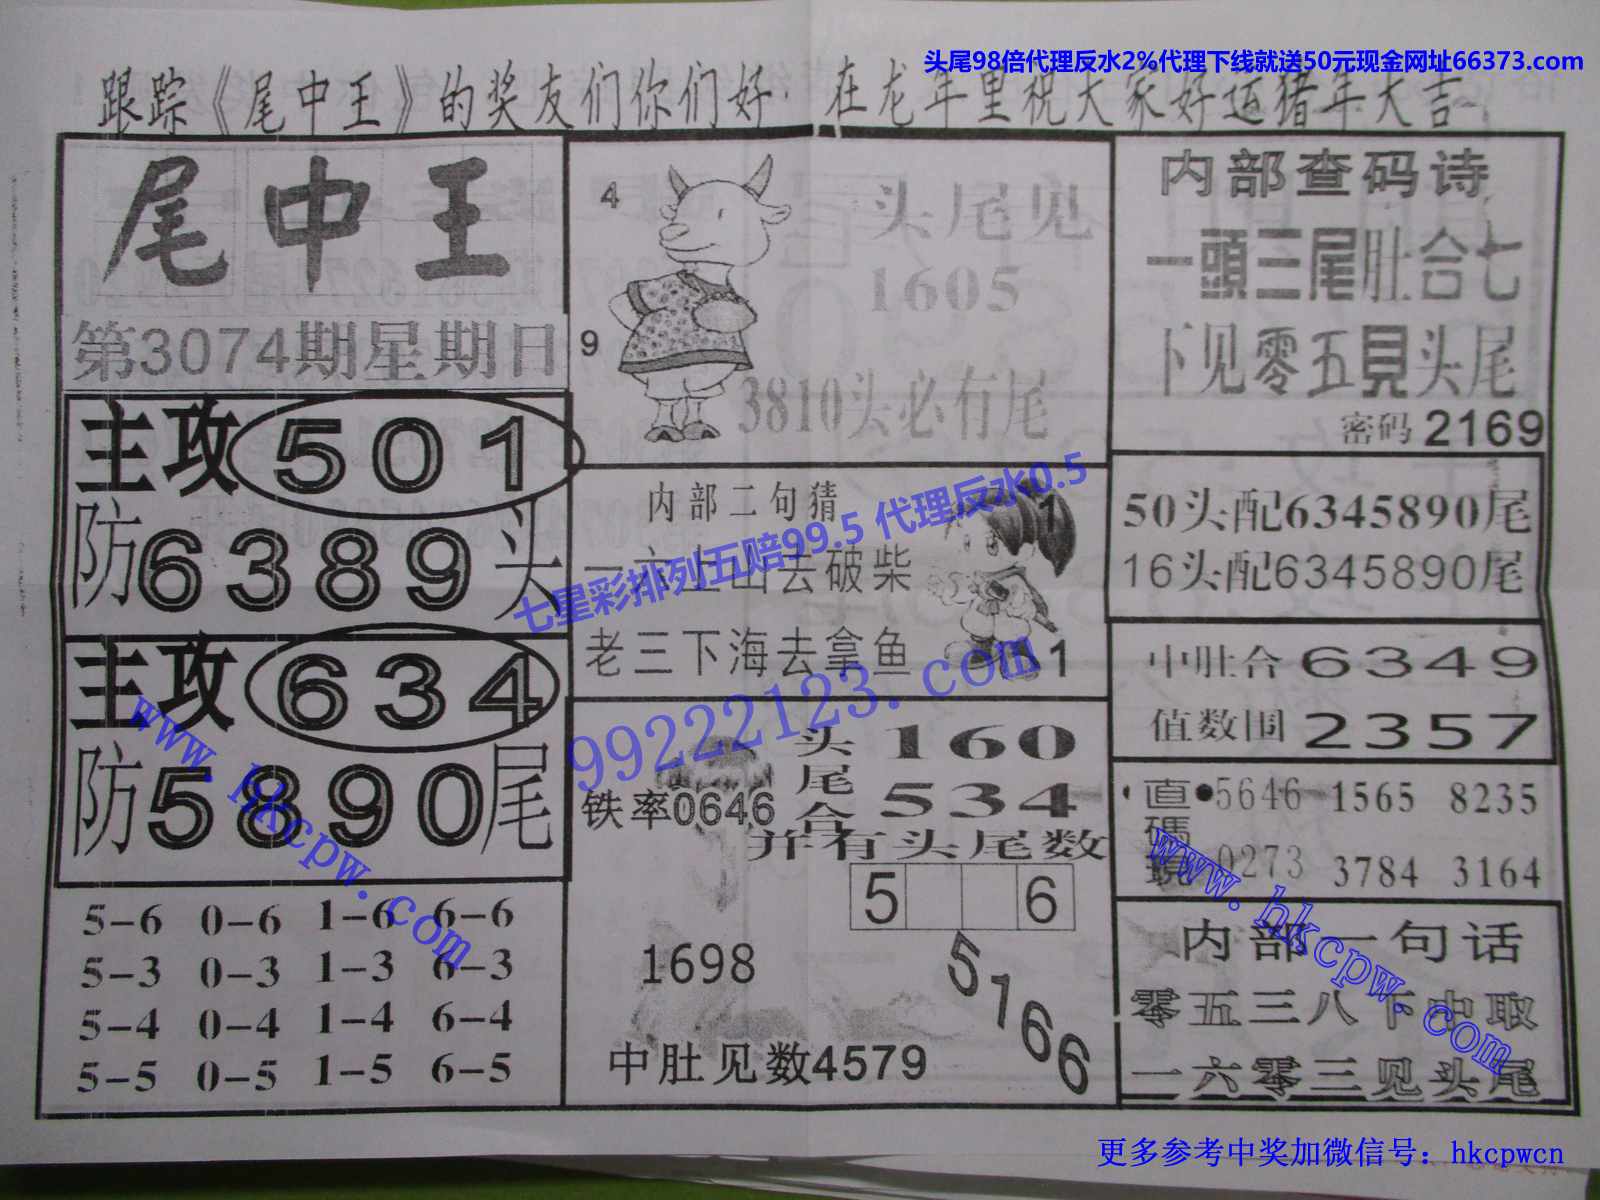 头尾98倍代理反水2%代理下线就送50元现金网址66373.com
跟踪《尾中王》的奖友们你们好：在龙年里祝大家好运猪年大吉
尾中王
第3074期星期日
主攻501
防6389头
主攻634
防5890尾
5-6 0-6 1-6 6-6
5-3 0-3 1-3 6-3
5-4 0-4 1-4 6-4
5-5 0-5 1-5 6-5
4
9
头尾见
1605
3810头必有尾
内部二句猜
老三下海去拿鱼
1
1
七星彩排列五赔99.5 代理反水0.5
99222123.com
头尾合
160
534
铁率0646
并有头尾数
5 6
1698
5166
中肚见数4579
内部查码诗
一頭三尾肚合七
下见零五見头尾
密码2169
50头配6345890尾
16头配6345890尾
中肚合6349
值数围2357
5646 1565 8235
0273 3784 3164
内部一句话
零五三八下中取
一六零三见头尾
www.hkcpw.com
www.hkcpw.com
更多参考中奖加微信号：hkcpwcn